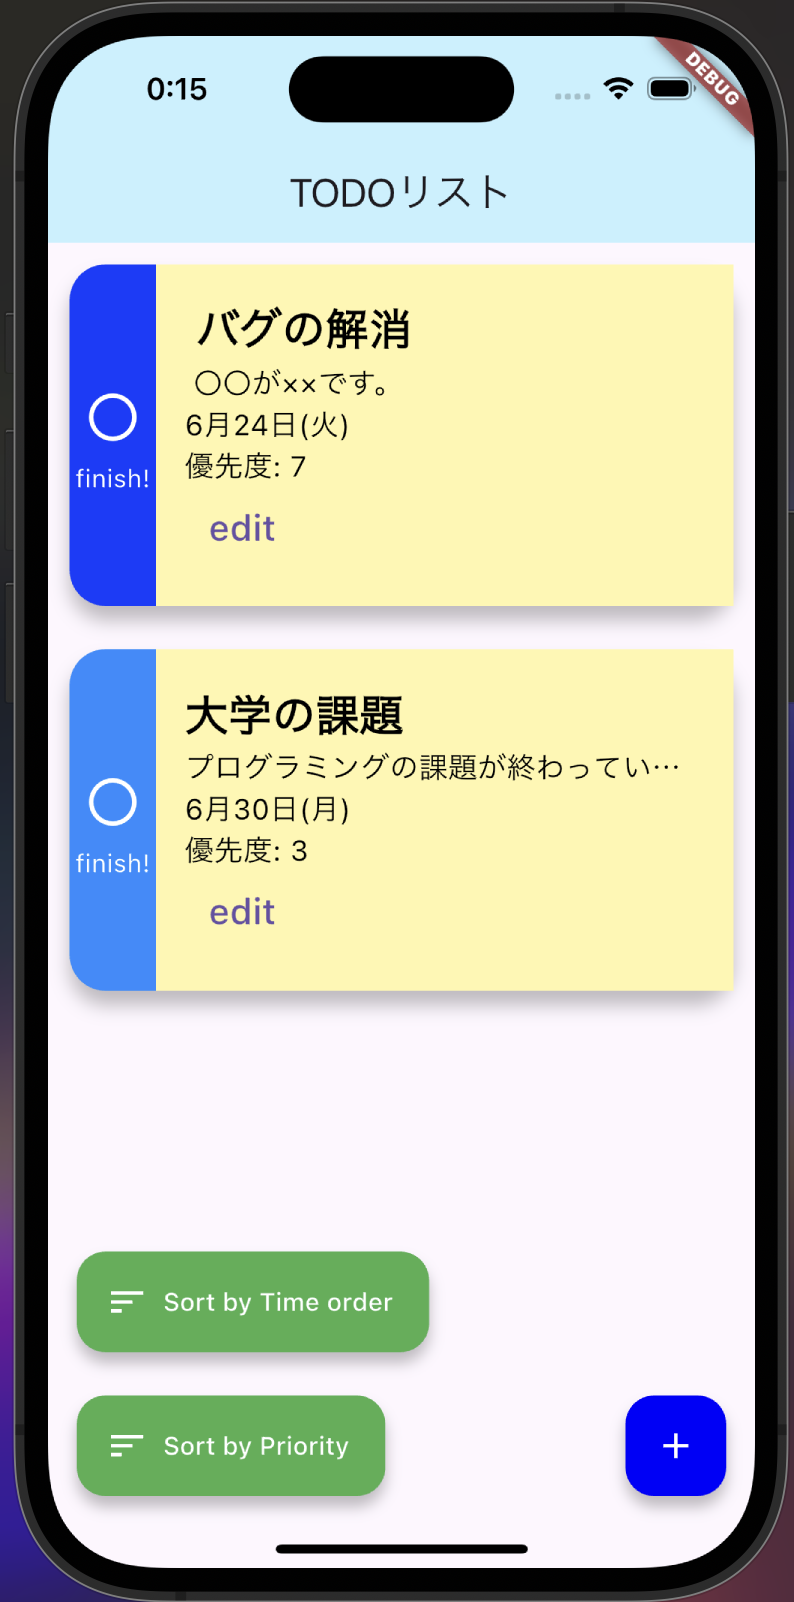 0:15
DEBUG
TODOリスト
バグの解消
〇〇が××です。
6月24日(火)
優先度: 7
finish!
edit
大学の課題
プログラミングの課題が終わってい…
6月30日(月)
優先度: 3
finish!
edit
Sort by Time order
Sort by Priority
+